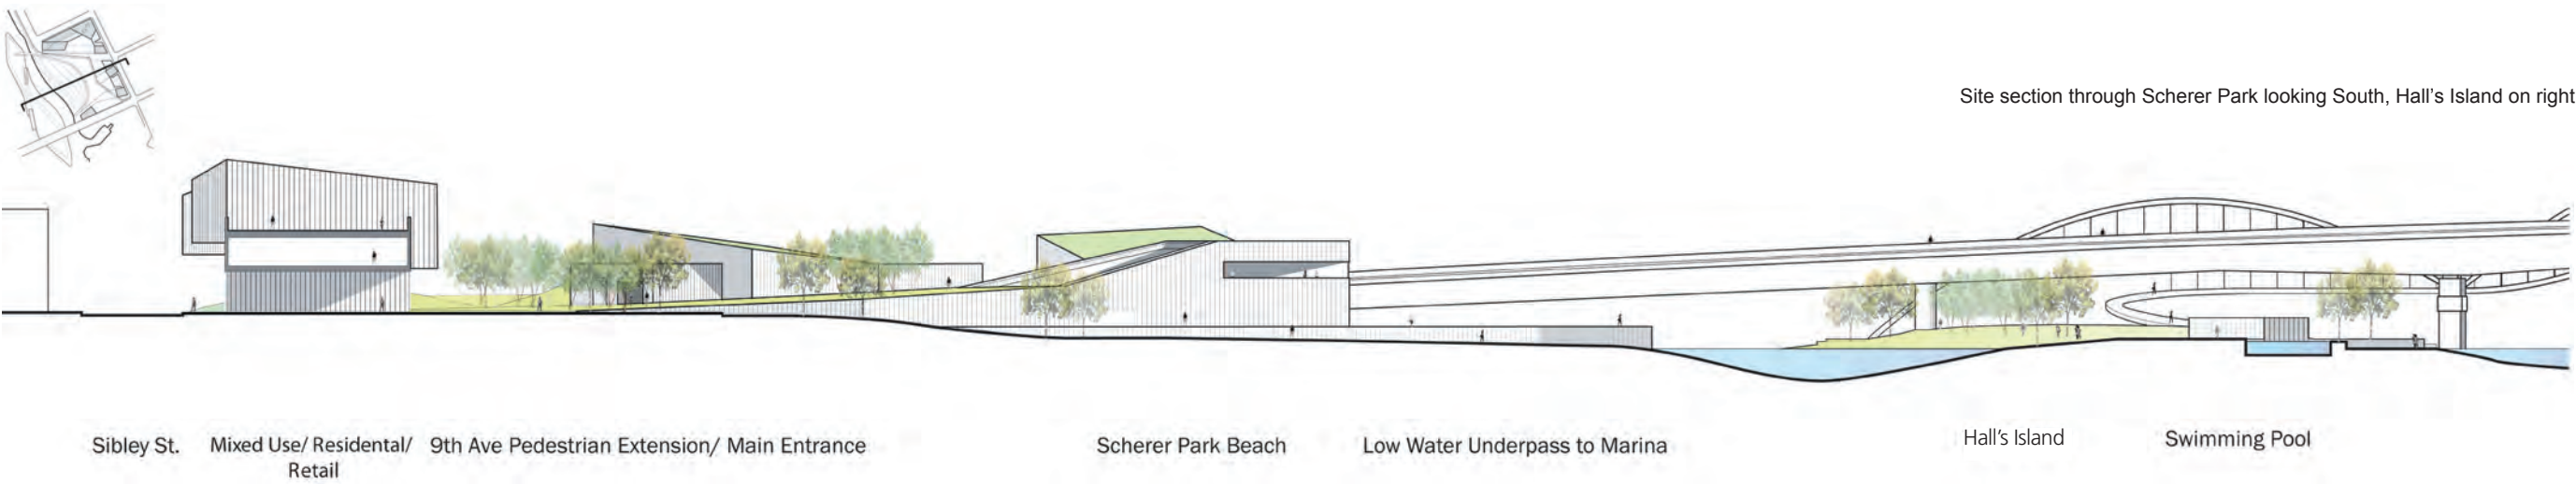 Site section through Scherer Park looking South, Hall's Island on right
Sibley St.
Mixed Use/ Residental/
Retail
9th Ave Pedestrian Extension/ Main Entrance
Scherer Park Beach
Low Water Underpass to Marina
Hall's Island
Swimming Pool